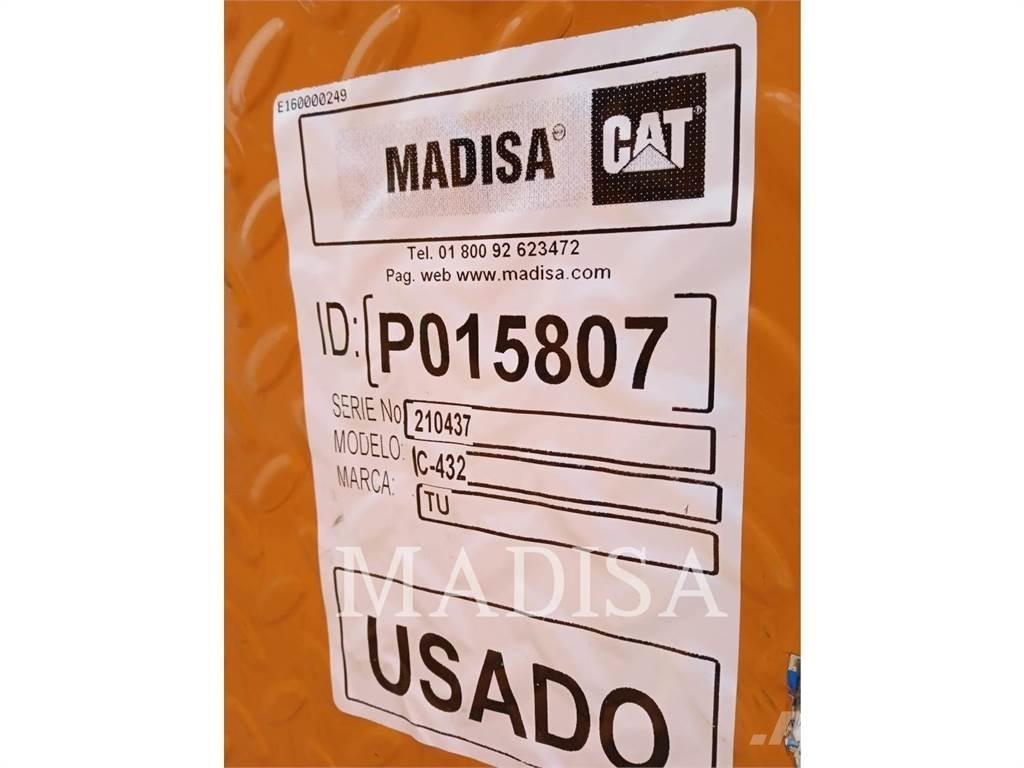 E160000249
MADISA® CAT®
Tel. 01 800 92 623472
Pag. web www.madisa.com
ID: P015807
SERIE No 210437
MODELO: IC-432
MARCA: TU
MADISA
USADO